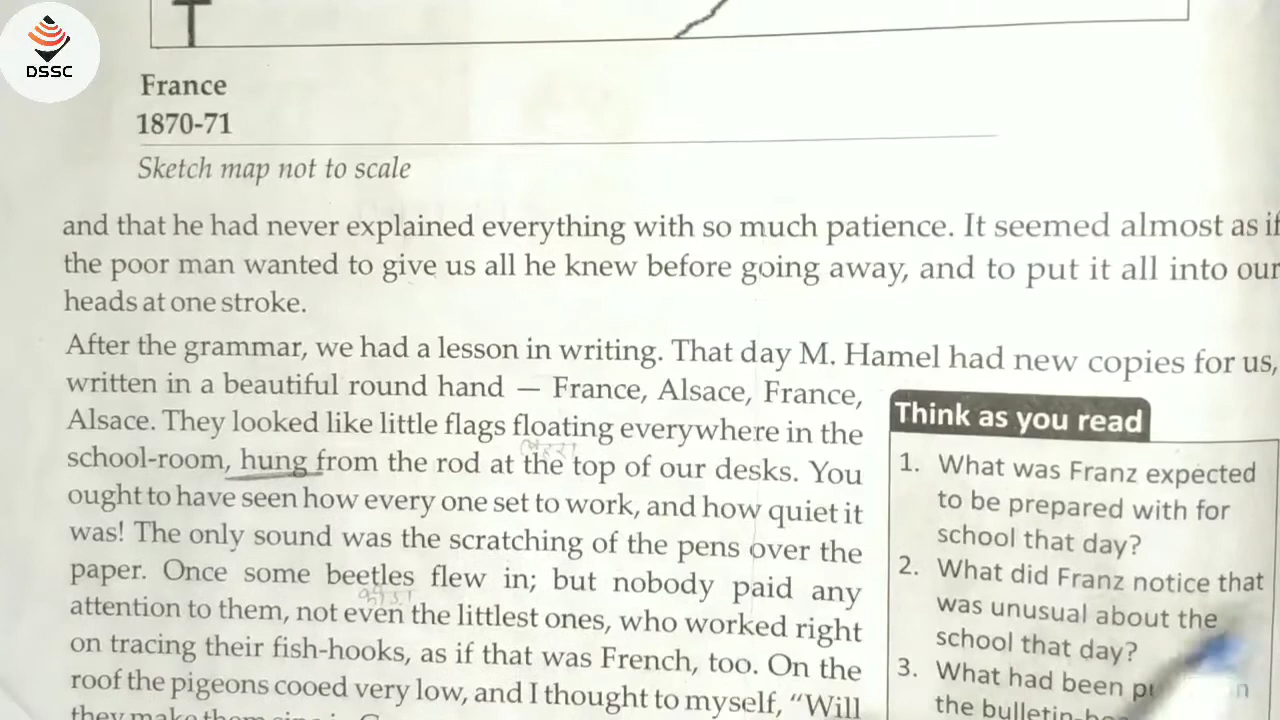 DSSC
France
1870-71
Sketch map not to scale
and that he had never explained everything with so much patience. It seemed almost as if
the poor man wanted to give us all he knew before going away, and to put it all into our
heads at one stroke.
After the grammar, we had a lesson in writing. That day M. Hamel had new copies for us,
written in a beautiful round hand — France, Alsace, France,
Alsace. They looked like little flags floating everywhere in the
school-room, hung from the rod at the top of our desks. You
ought to have seen how every one set to work, and how quiet it
was! The only sound was the scratching of the pens over the
paper. Once some beetles flew in; but nobody paid any
attention to them, not even the littlest ones, who worked right
on tracing their fish-hooks, as if that was French, too. On the
roof the pigeons cooed very low, and I thought to myself, “Will
they make them
Think as you read
1. What was Franz expected
to be prepared with for
school that day?
2. What did Franz notice that
was unusual about the
school that day?
3. What had been
the